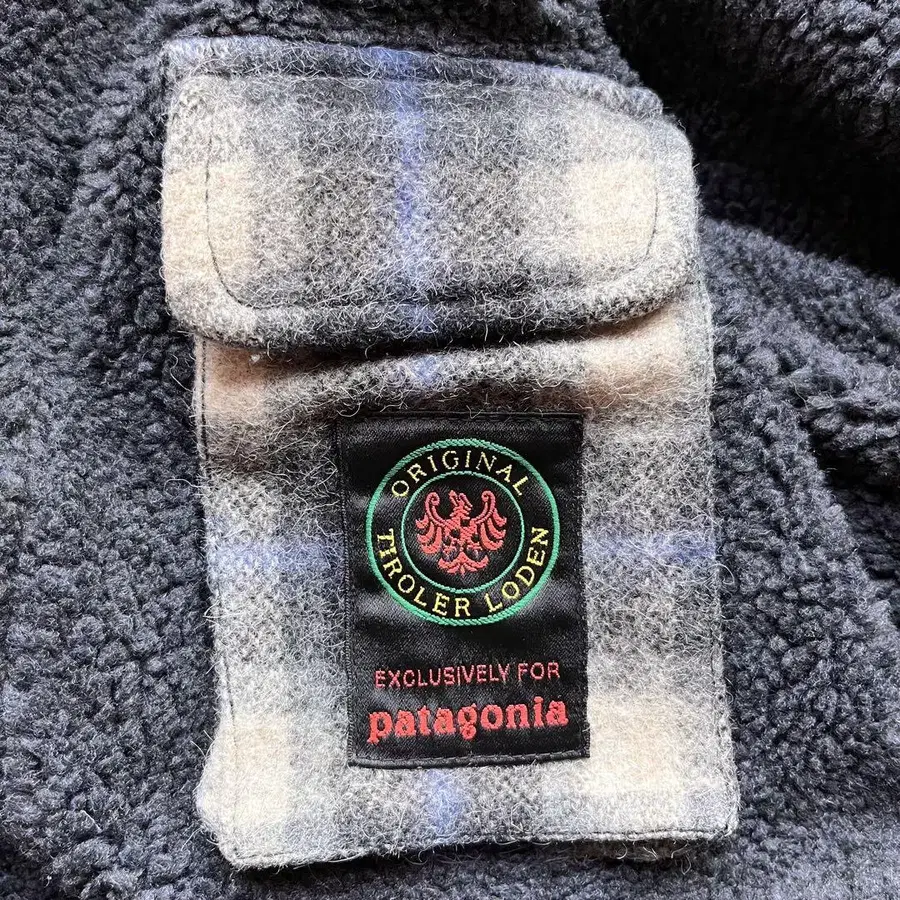 ORIGINAL
TIROLER LODEN
EXCLUSIVELY FOR
patagonia